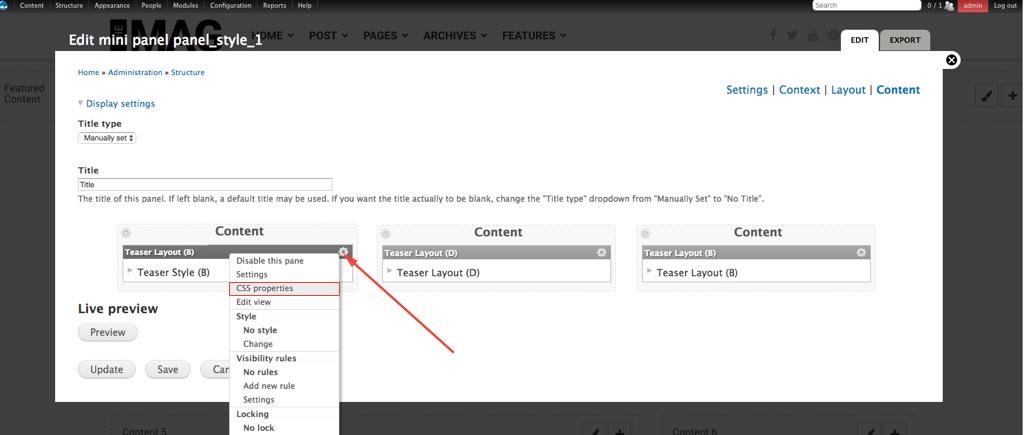 Content Structure Appearance People Modules Configuration Reports Help Search 0 / 1 admin Log out
THE
MAG
HOME POST PAGES ARCHIVES FEATURES
Edit mini panel panel_style_1
EDIT EXPORT
Home » Administration » Structure
Featured
Content
Settings | Context | Layout | Content
Display settings
Title type
Manually set
Title
Title
The title of this panel. If left blank, a default title may be used. If you want the title actually to be blank, change the "Title type" dropdown from "Manually Set" to "No Title".
Content Content Content
Teaser Layout (B) Teaser Layout (D) Teaser Layout (B)
Teaser Style (B) Teaser Layout (D) Teaser Layout (B)
Disable this pane
Settings
CSS properties
Edit view
Style
No style
Change
Visibility rules
No rules
Add new rule
Settings
Locking
No lock
Live preview
Preview
Update Save Can
Content 5 Content 6